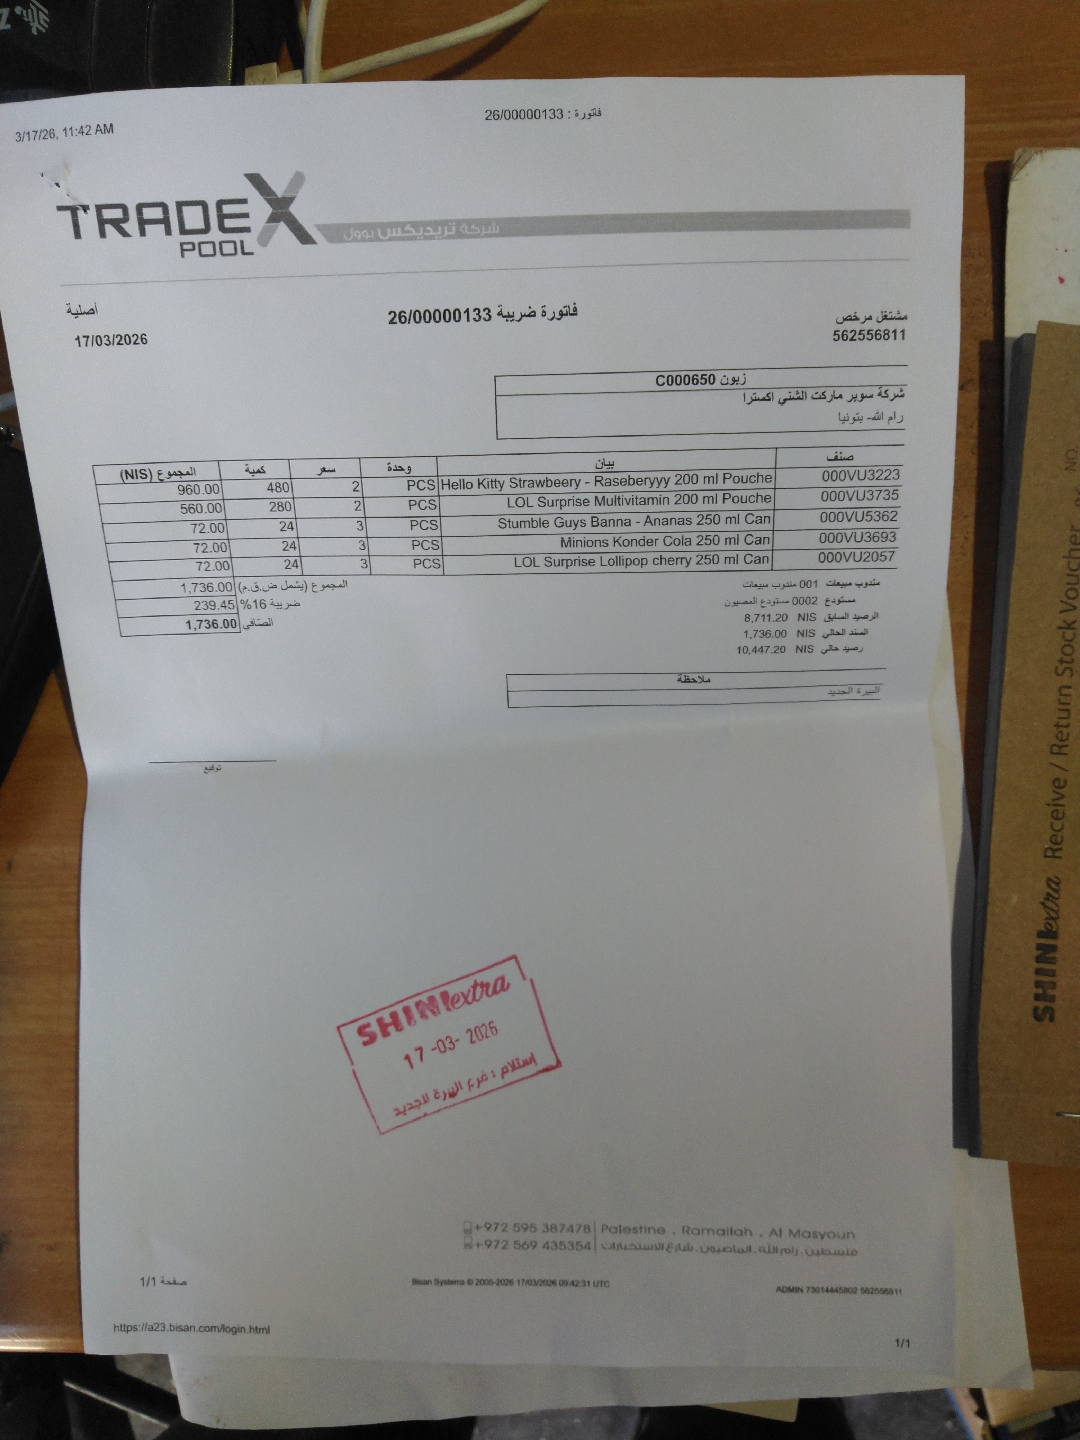 3/17/26, 11:42 AM
فاتورة : 26/00000133
TRADEX
POOL
شركة تريديكس بوول
أصلية
17/03/2026
فاتورة ضريبة 26/00000133
مشتغل مرخص
562556811
زبون C000650
شركة سوبر ماركت الشني اكسترا
رام الله- بتونيا
صنف بيان وحدة سعر كمية المجموع (NIS)
000VU3223 Hello Kitty Strawbeery - Raseberyyy 200 ml Pouche PCS 2 480 960.00
000VU3735 LOL Surprise Multivitamin 200 ml Pouche PCS 2 280 560.00
000VU5362 Stumble Guys Banna - Ananas 250 ml Can PCS 3 24 72.00
000VU3693 Minions Konder Cola 250 ml Can PCS 3 24 72.00
000VU2057 LOL Surprise Lollipop cherry 250 ml Can PCS 3 24 72.00
المجموع (يشمل ض.ق.م) 1,736.00
ضريبة 16% 239.45
الصّافي 1,736.00
مندوب مبيعات 001 مندوب مبيعات
مستودع 0002 مستودع المصيون
الرصيد السابق NIS 8,711.20
السند الحالي NIS 1,736.00
رصيد حالي NIS 10,447.20
ملاحظة
البيرة الجديد
توقيع
SHINIextra
17-03-2026
إستلام : فرع البيرة الجديد
+972 595 387478 Palestine , Ramallah , Al Masyoun
+972 569 435354 فلسطين، رام الله، الماصيون، شارع الاستخبارات
صفحة 1/1
Bisan Systems © 2005-2026 17/03/2026 09:42:31 UTC
ADMIN 73014445802 562556811
https://a23.bisan.com/login.html
1/1
SHINIextra Receive / Return Stock Voucher
NO.